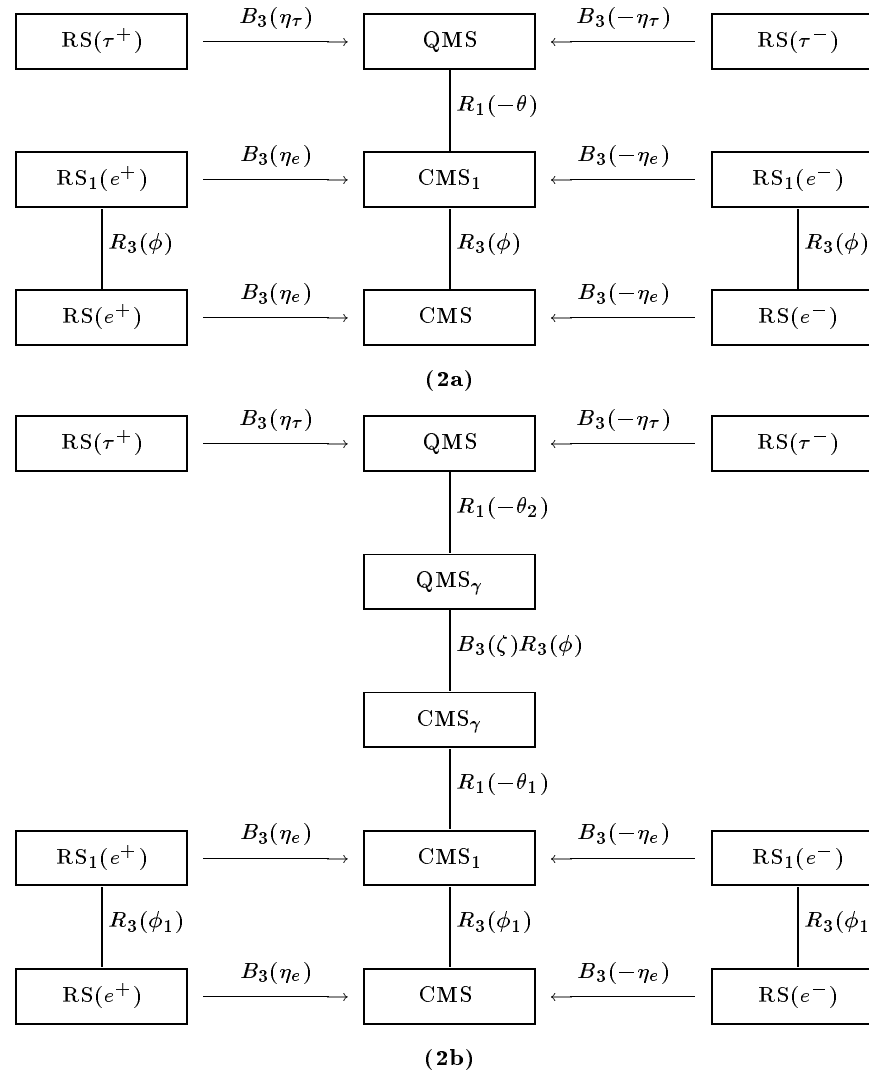 B₃(η_τ) B₃(−η_τ)
RS(τ⁺) QMS RS(τ⁻)
R₁(−θ)
B₃(η_e) B₃(−η_e)
RS₁(e⁺) CMS₁ RS₁(e⁻)
R₃(ϕ) R₃(ϕ) R₃(ϕ)
B₃(η_e) B₃(−η_e)
RS(e⁺) CMS RS(e⁻)
(2a)
B₃(η_τ) B₃(−η_τ)
RS(τ⁺) QMS RS(τ⁻)
R₁(−θ₂)
QMS_γ
B₃(ζ)R₃(ϕ)
CMS_γ
R₁(−θ₁)
B₃(η_e) B₃(−η_e)
RS₁(e⁺) CMS₁ RS₁(e⁻)
R₃(ϕ₁) R₃(ϕ₁) R₃(ϕ₁
B₃(η_e) B₃(−η_e)
RS(e⁺) CMS RS(e⁻)
(2b)